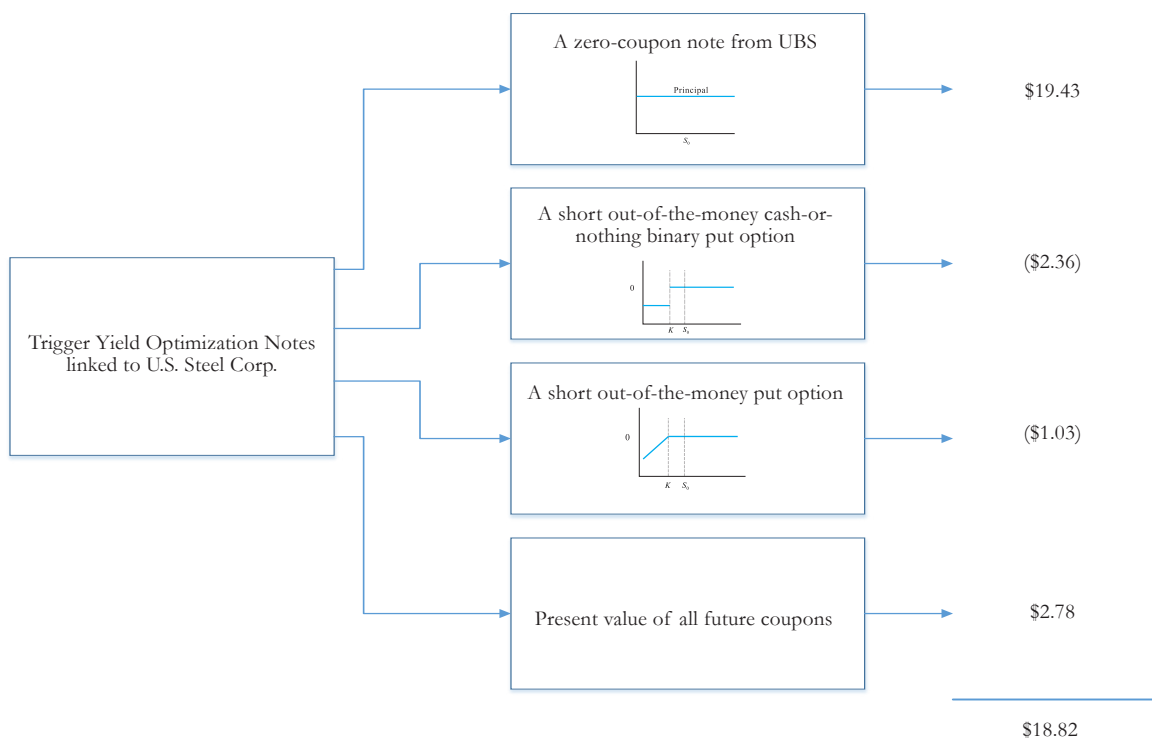 Trigger Yield Optimization Notes
linked to U.S. Steel Corp.
A zero-coupon note from UBS
Principal
S₀
$19.43
A short out-of-the-money cash-or-
nothing binary put option
0
K S₀
($2.36)
A short out-of-the-money put option
0
K S₀
($1.03)
Present value of all future coupons
$2.78
$18.82